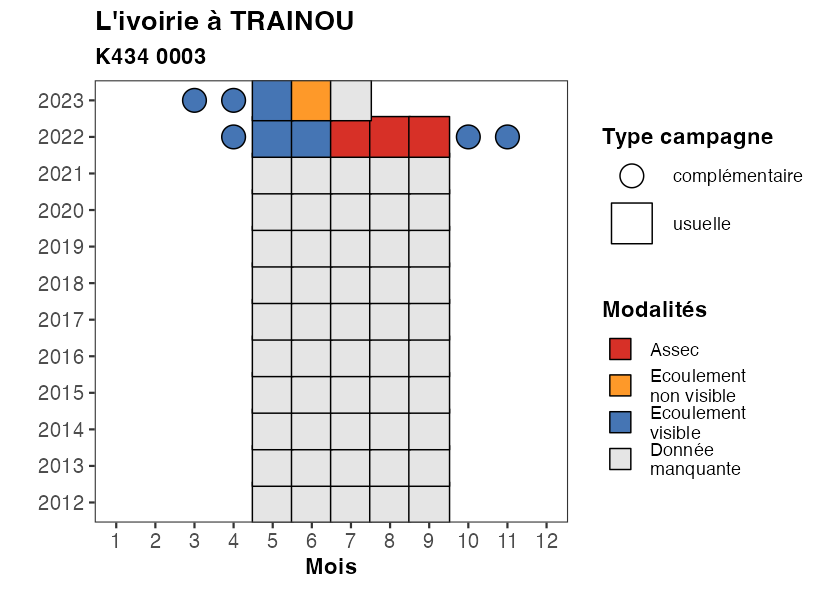 L'ivoirie à TRAINOU
K434 0003
2023
2022
2021
2020
2019
2018
2017
2016
2015
2014
2013
2012
1 2 3 4 5 6 7 8 9 10 11 12
Mois
Type campagne
complémentaire
usuelle
Modalités
Assec
Ecoulement
non visible
Ecoulement
visible
Donnée
manquante